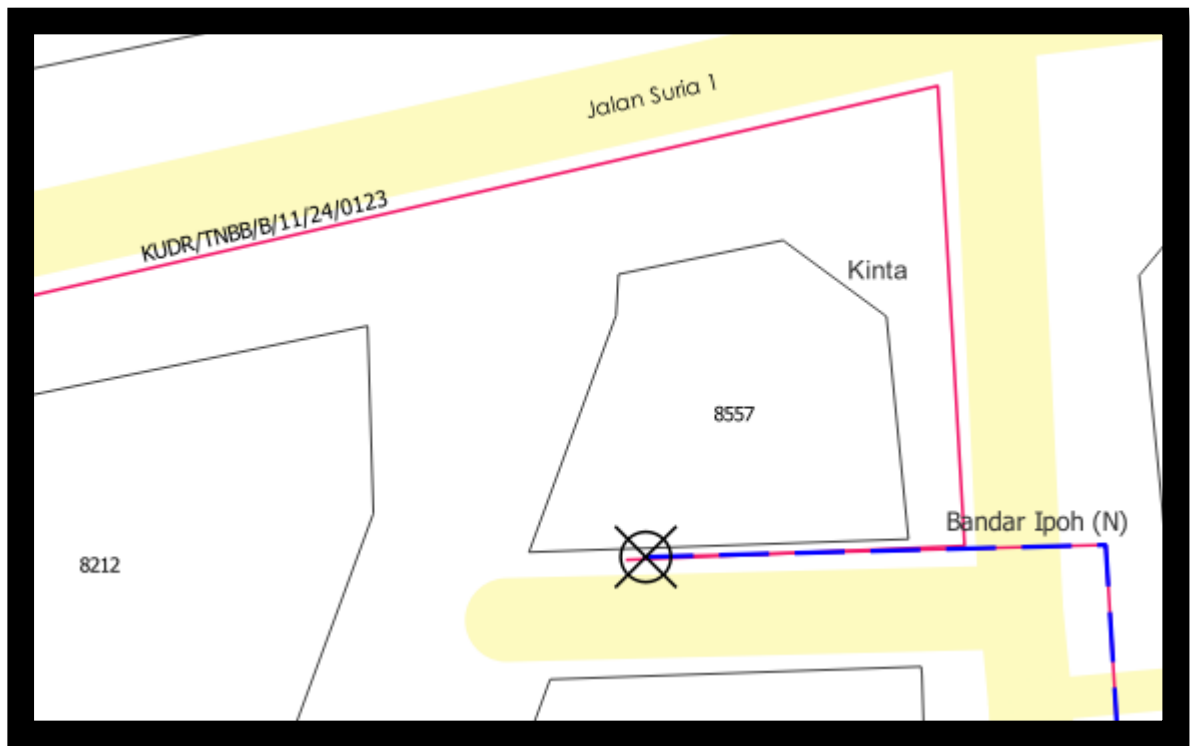 Jalan Suria 1
KUDR/TNBB/B/11/24/0123
Kinta
8557
Bandar Ipoh (N)
8212